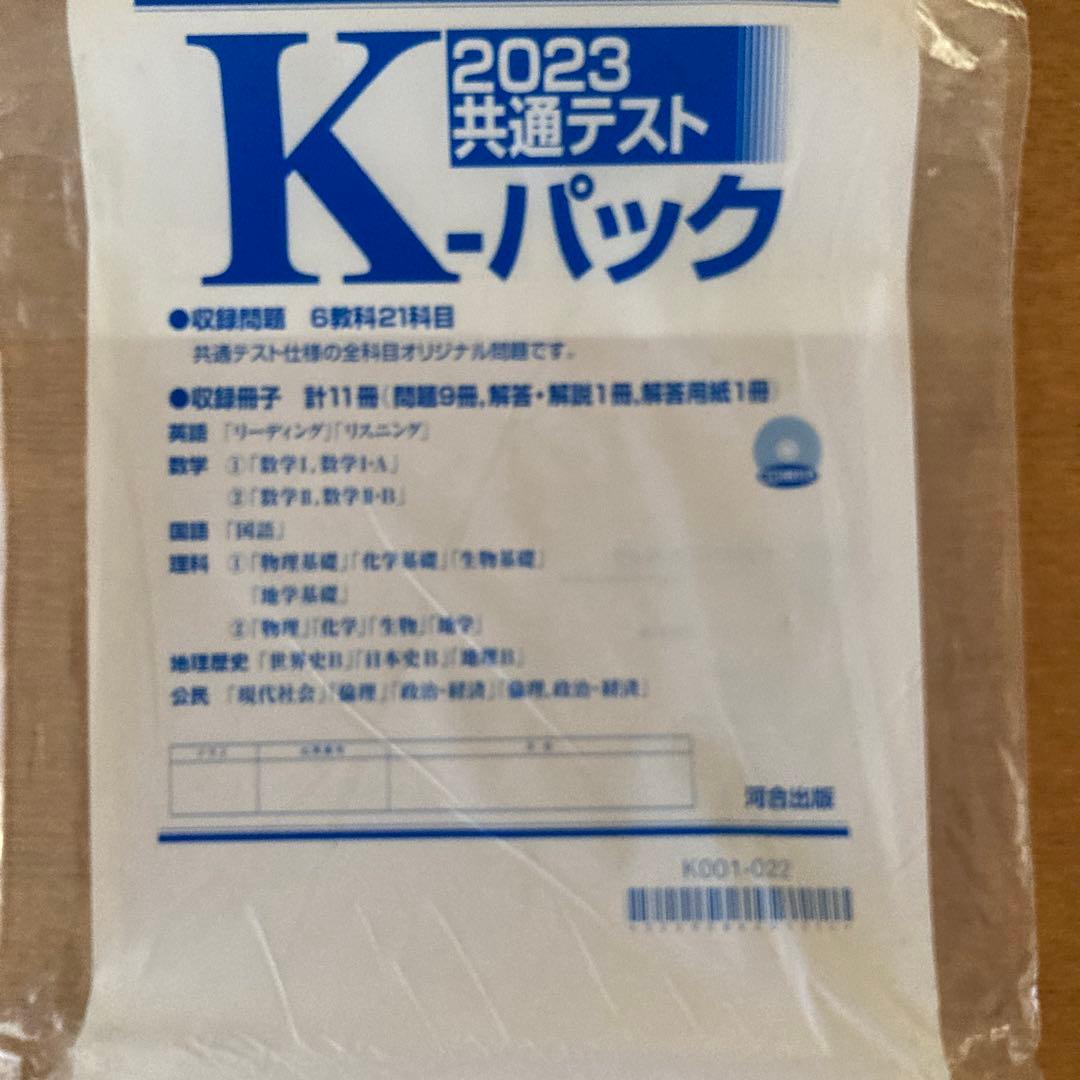 K
2023
共通テスト
-パック
●収録問題 6教科21科目
共通テスト仕様の全科目オリジナル問題です。
●収録冊子 計11冊(問題9冊,解答・解説1冊,解答用紙1冊)
英語 「リーディング」「リスニング」
数学 ①「数学I,数学I・A」
②「数学II,数学II・B」
国語 「国語」
理科 ①「物理基礎」「化学基礎」「生物基礎」
「地学基礎」
②「物理」「化学」「生物」「地学」
地理歴史 「世界史B」「日本史B」「地理B」
公民 「現代社会」「倫理」「政治・経済」「倫理,政治・経済」
河合出版
K001-022